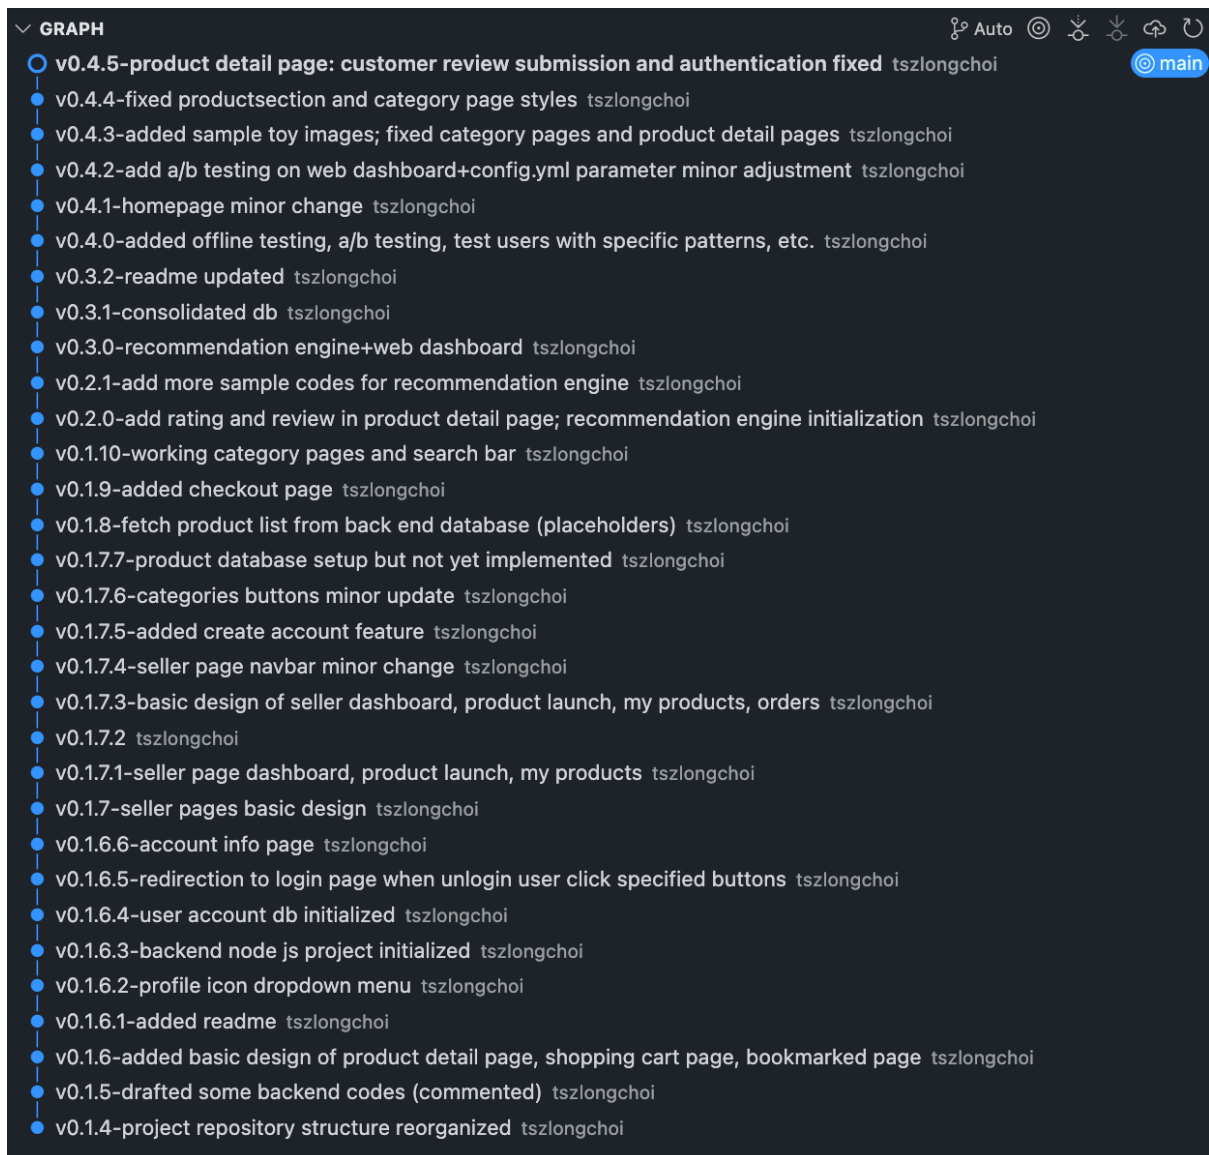 GRAPH Auto
v0.4.5-product detail page: customer review submission and authentication fixed tszlongchoi main
v0.4.4-fixed productsection and category page styles tszlongchoi
v0.4.3-added sample toy images; fixed category pages and product detail pages tszlongchoi
v0.4.2-add a/b testing on web dashboard+config.yml parameter minor adjustment tszlongchoi
v0.4.1-homepage minor change tszlongchoi
v0.4.0-added offline testing, a/b testing, test users with specific patterns, etc. tszlongchoi
v0.3.2-readme updated tszlongchoi
v0.3.1-consolidated db tszlongchoi
v0.3.0-recommendation engine+web dashboard tszlongchoi
v0.2.1-add more sample codes for recommendation engine tszlongchoi
v0.2.0-add rating and review in product detail page; recommendation engine initialization tszlongchoi
v0.1.10-working category pages and search bar tszlongchoi
v0.1.9-added checkout page tszlongchoi
v0.1.8-fetch product list from back end database (placeholders) tszlongchoi
v0.1.7.7-product database setup but not yet implemented tszlongchoi
v0.1.7.6-categories buttons minor update tszlongchoi
v0.1.7.5-added create account feature tszlongchoi
v0.1.7.4-seller page navbar minor change tszlongchoi
v0.1.7.3-basic design of seller dashboard, product launch, my products, orders tszlongchoi
v0.1.7.2 tszlongchoi
v0.1.7.1-seller page dashboard, product launch, my products tszlongchoi
v0.1.7-seller pages basic design tszlongchoi
v0.1.6.6-account info page tszlongchoi
v0.1.6.5-redirection to login page when unlogin user click specified buttons tszlongchoi
v0.1.6.4-user account db initialized tszlongchoi
v0.1.6.3-backend node js project initialized tszlongchoi
v0.1.6.2-profile icon dropdown menu tszlongchoi
v0.1.6.1-added readme tszlongchoi
v0.1.6-added basic design of product detail page, shopping cart page, bookmarked page tszlongchoi
v0.1.5-drafted some backend codes (commented) tszlongchoi
v0.1.4-project repository structure reorganized tszlongchoi